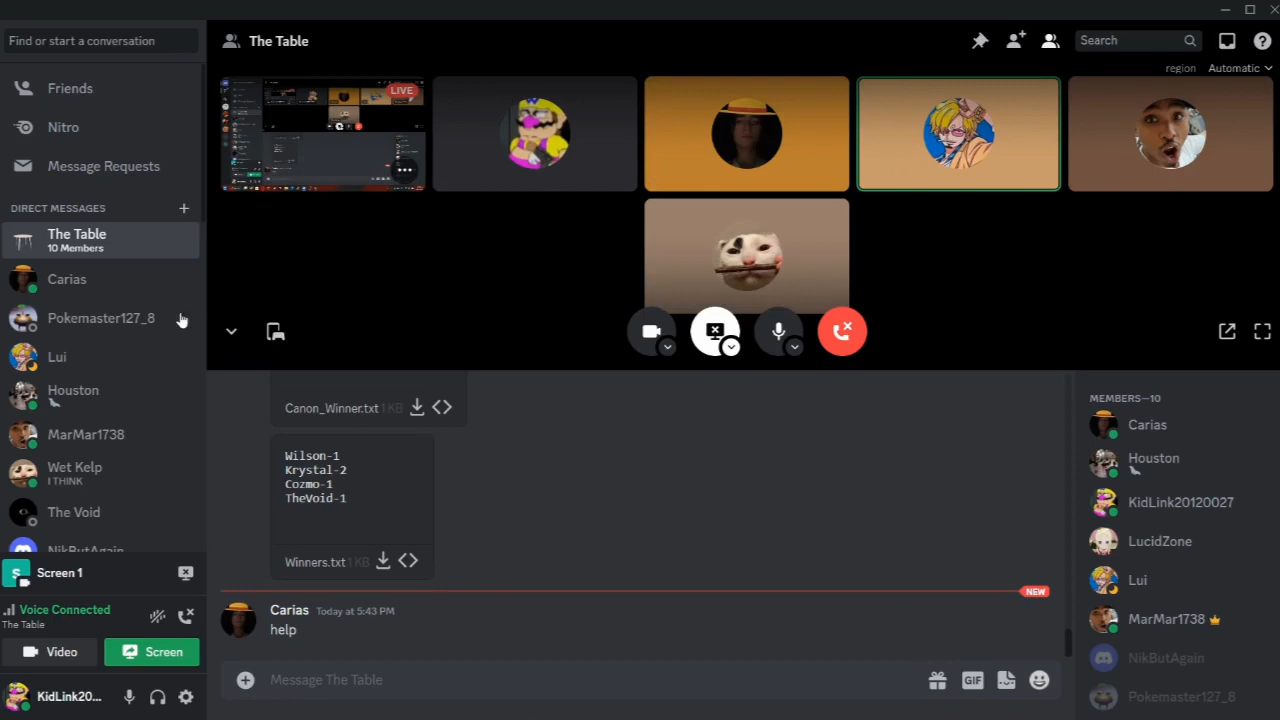 Find or start a conversation
The Table
Search
region Automatic
Friends
Nitro
Message Requests
DIRECT MESSAGES
The Table
10 Members
Carias
Pokemaster127_8
Lui
Houston
MarMar1738
Wet Kelp
I THINK
The Void
NikButAgain
Screen 1
Voice Connected
The Table
Video
Screen
KidLink20...
LIVE
Canon_Winner.txt 1 KB
Wilson-1
Krystal-2
Cozmo-1
TheVoid-1
Winners.txt 1 KB
NEW
Carias Today at 5:43 PM
help
Message The Table
GIF
MEMBERS—10
Carias
Houston
KidLink20120027
LucidZone
Lui
MarMar1738
NikButAgain
Pokemaster127_8